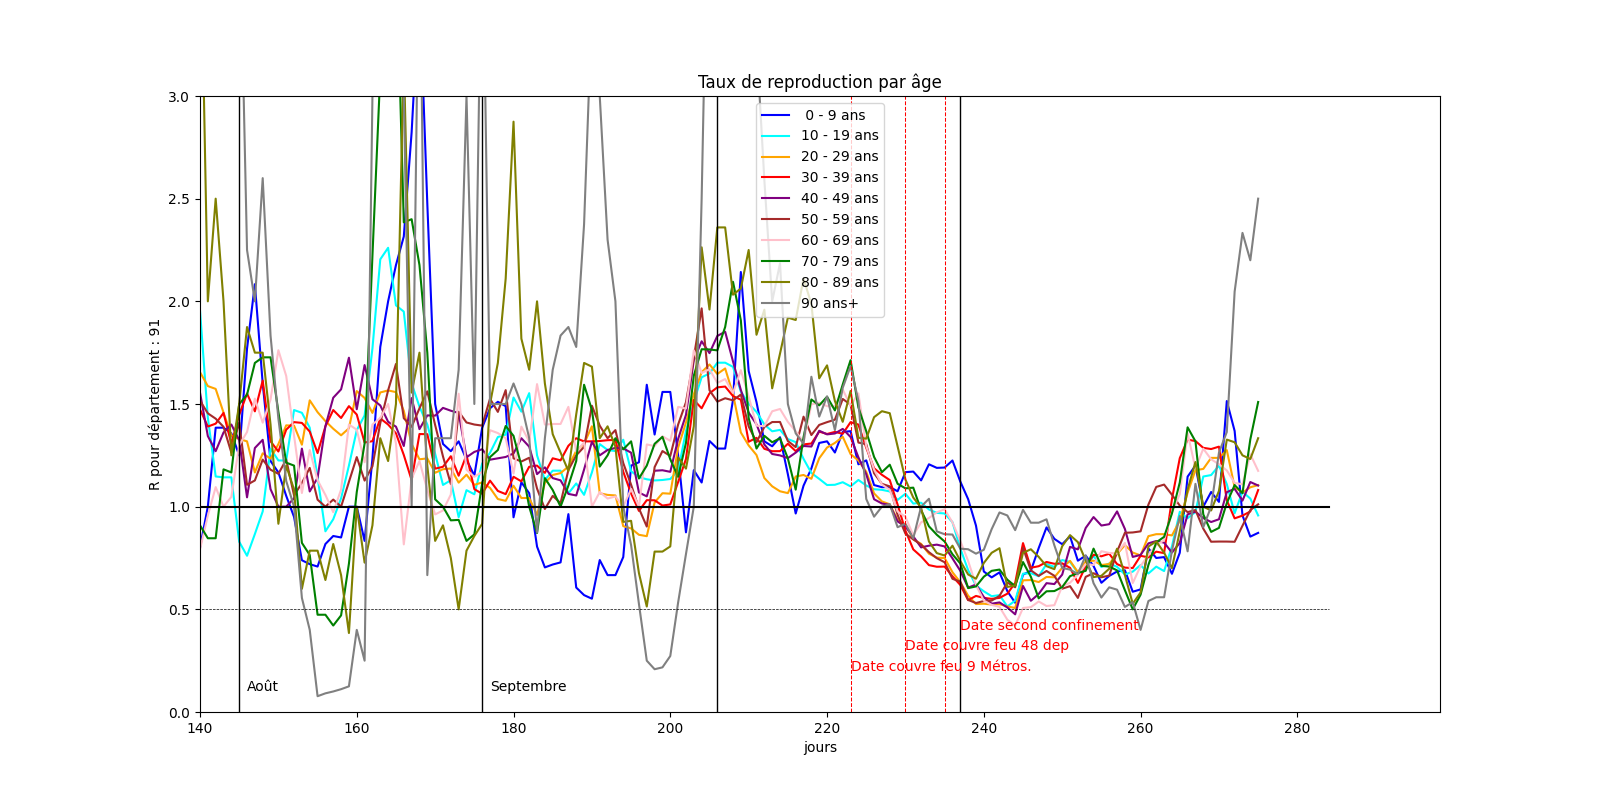 Taux de reproduction par âge
R pour département : 91
3.0
2.5
2.0
1.5
1.0
0.5
0.0
0 - 9 ans
10 - 19 ans
20 - 29 ans
30 - 39 ans
40 - 49 ans
50 - 59 ans
60 - 69 ans
70 - 79 ans
80 - 89 ans
90 ans+
Date second confinement
Date couvre feu 48 dep
Date couvre feu 9 Métros.
Août
Septembre
140 160 180 200 220 240 260 280
jours